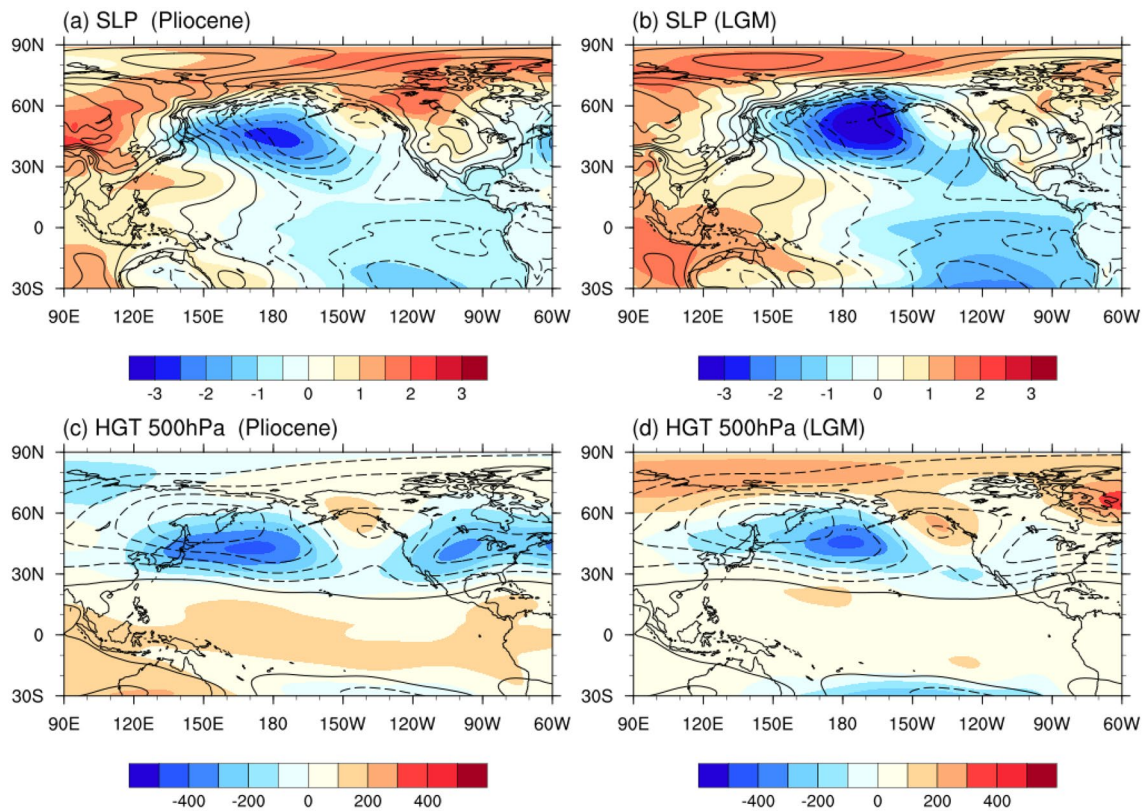 (a) SLP (Pliocene)
90N
60N
30N
0
30S
90E 120E 150E 180 150W 120W 90W 60W
-3 -2 -1 0 1 2 3
(b) SLP (LGM)
90N
60N
30N
0
30S
90E 120E 150E 180 150W 120W 90W 60W
-3 -2 -1 0 1 2 3
(c) HGT 500hPa (Pliocene)
90N
60N
30N
0
30S
90E 120E 150E 180 150W 120W 90W 60W
-400 -200 0 200 400
(d) HGT 500hPa (LGM)
90N
60N
30N
0
30S
90E 120E 150E 180 150W 120W 90W 60W
-400 -200 0 200 400